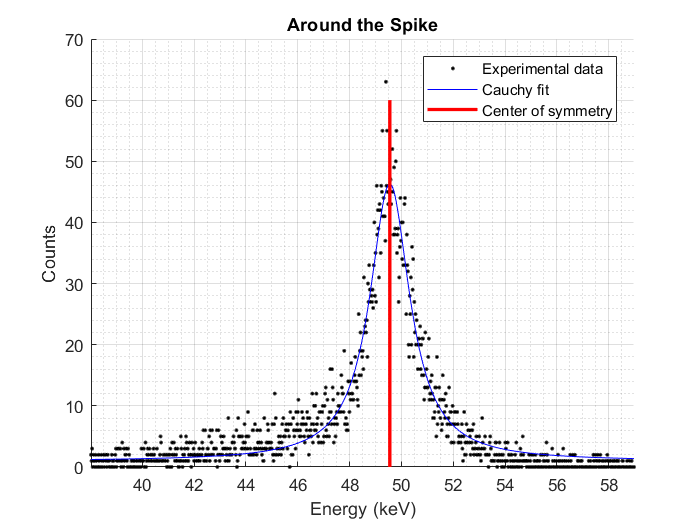 Around the Spike
70
60
50
40
30
20
10
0
Counts
Experimental data
Cauchy fit
Center of symmetry
40 42 44 46 48 50 52 54 56 58
Energy (keV)